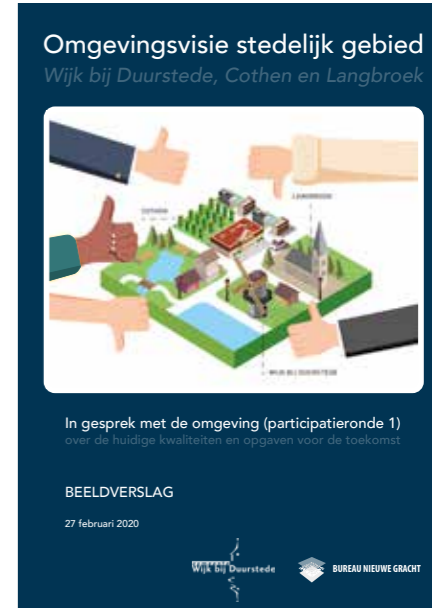 Omgevingsvisie stedelijk gebied
Wijk bij Duurstede, Cothen en Langbroek
COTHEN
LANGBROEK
WIJK BIJ DUURSTEDE
In gesprek met de omgeving (participatieronde 1)
over de huidige kwaliteiten en opgaven voor de toekomst
BEELDVERSLAG
27 februari 2020
Wijk bij Duurstede
BUREAU NIEUWE GRACHT